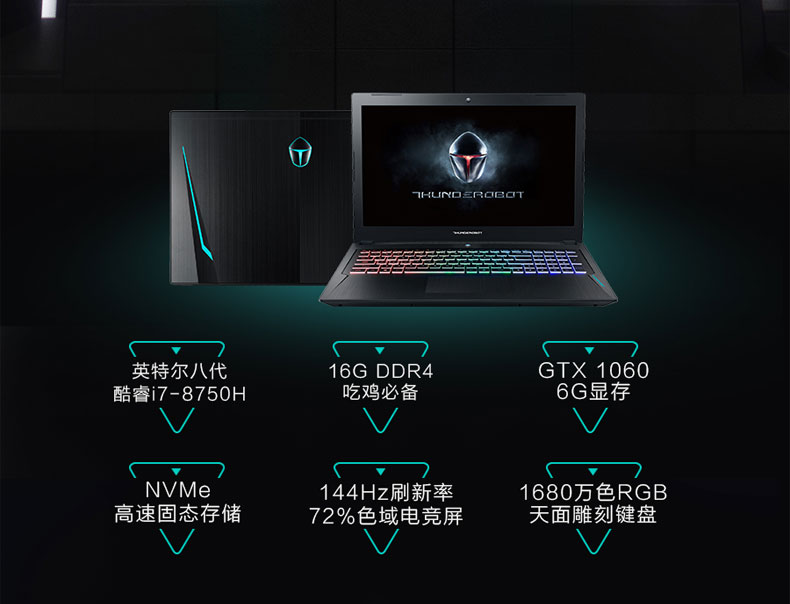 THUNDEROBOT
THUNDEROBOT
英特尔八代
酷睿i7-8750H
16G DDR4
吃鸡必备
GTX 1060
6G显存
NVMe
高速固态存储
144Hz刷新率
72%色域电竞屏
1680万色RGB
天面雕刻键盘